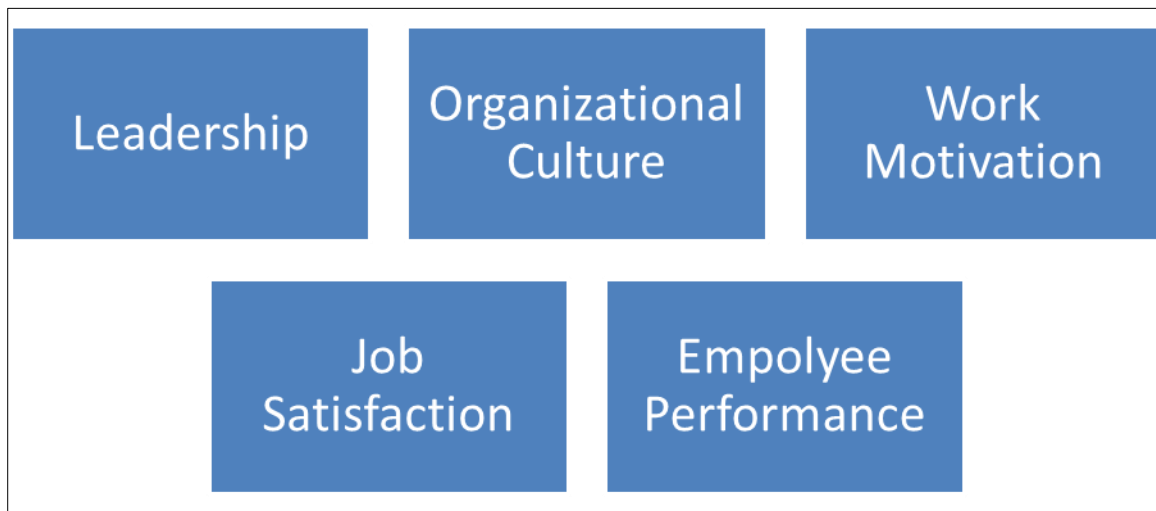 Leadership
Organizational
Culture
Work
Motivation
Job
Satisfaction
Empolyee
Performance